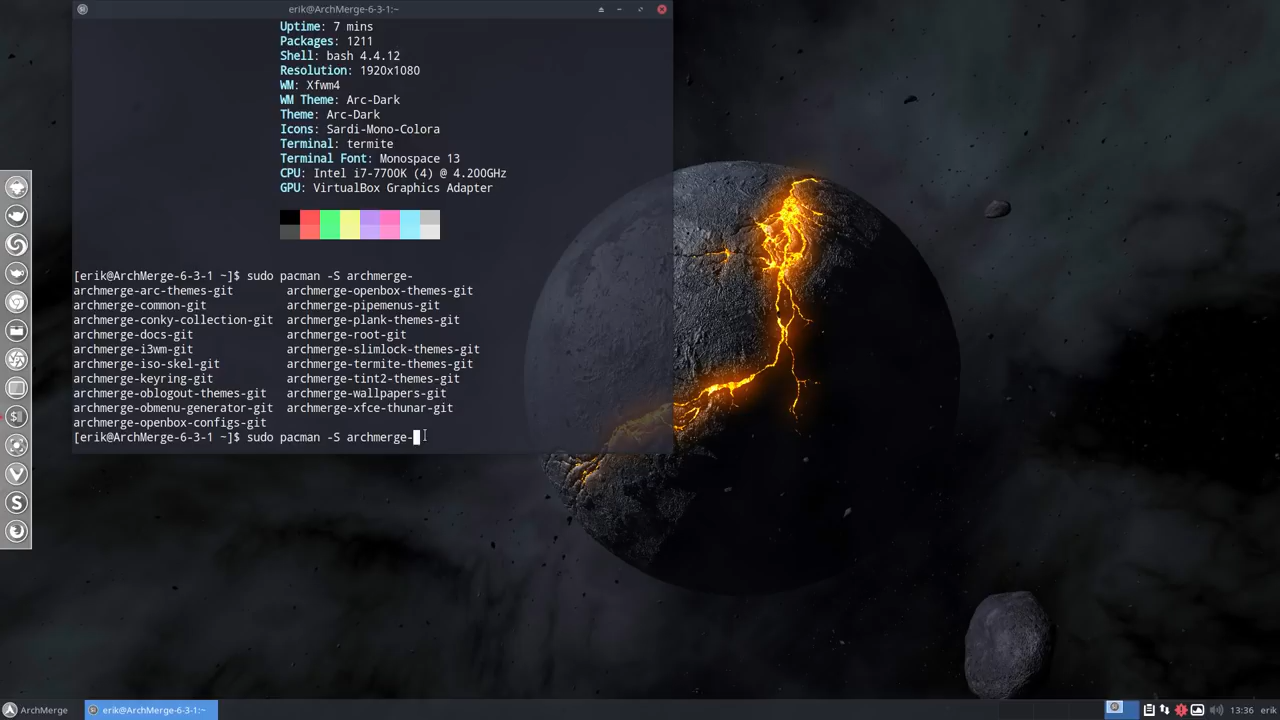 erik@ArchMerge-6-3-1:~
Uptime: 7 mins
Packages: 1211
Shell: bash 4.4.12
Resolution: 1920x1080
WM: Xfwm4
WM Theme: Arc-Dark
Theme: Arc-Dark
Icons: Sardi-Mono-Colora
Terminal: termite
Terminal Font: Monospace 13
CPU: Intel i7-7700K (4) @ 4.200GHz
GPU: VirtualBox Graphics Adapter
[erik@ArchMerge-6-3-1 ~]$ sudo pacman -S archmerge-
archmerge-arc-themes-git archmerge-openbox-themes-git
archmerge-common-git archmerge-pipemenus-git
archmerge-conky-collection-git archmerge-plank-themes-git
archmerge-docs-git archmerge-root-git
archmerge-i3wm-git archmerge-slimlock-themes-git
archmerge-iso-skel-git archmerge-termite-themes-git
archmerge-keyring-git archmerge-tint2-themes-git
archmerge-oblogout-themes-git archmerge-wallpapers-git
archmerge-obmenu-generator-git archmerge-xfce-thunar-git
archmerge-openbox-configs-git
[erik@ArchMerge-6-3-1 ~]$ sudo pacman -S archmerge-
ArchMerge erik@ArchMerge-6-3-1:~ 13:36 erik